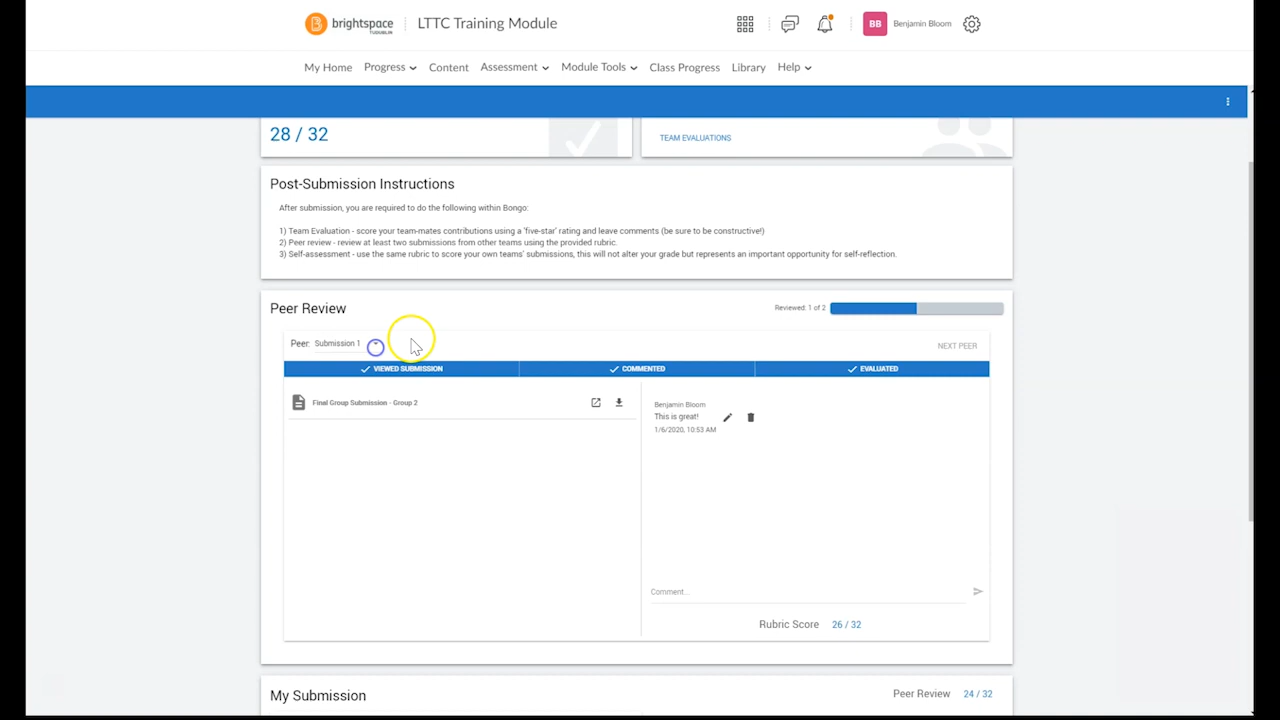 brightspace
TUDUBLIN
LTTC Training Module
BB
Benjamin Bloom
My Home
Progress
Content
Assessment
Module Tools
Class Progress
Library
Help
28 / 32
TEAM EVALUATIONS
Post-Submission Instructions
After submission, you are required to do the following within Bongo:
1) Team Evaluation - score your team-mates contributions using a 'five-star' rating and leave comments (be sure to be constructive!)
2) Peer review - review at least two submissions from other teams using the provided rubric.
3) Self-assessment - use the same rubric to score your own teams' submissions, this will not alter your grade but represents an important opportunity for self-reflection.
Peer Review
Reviewed: 1 of 2
Peer: Submission 1
NEXT PEER
VIEWED SUBMISSION
COMMENTED
EVALUATED
Final Group Submission - Group 2
Benjamin Bloom
This is great!
1/6/2020, 10:53 AM
Comment...
Rubric Score 26 / 32
My Submission
Peer Review 24 / 32